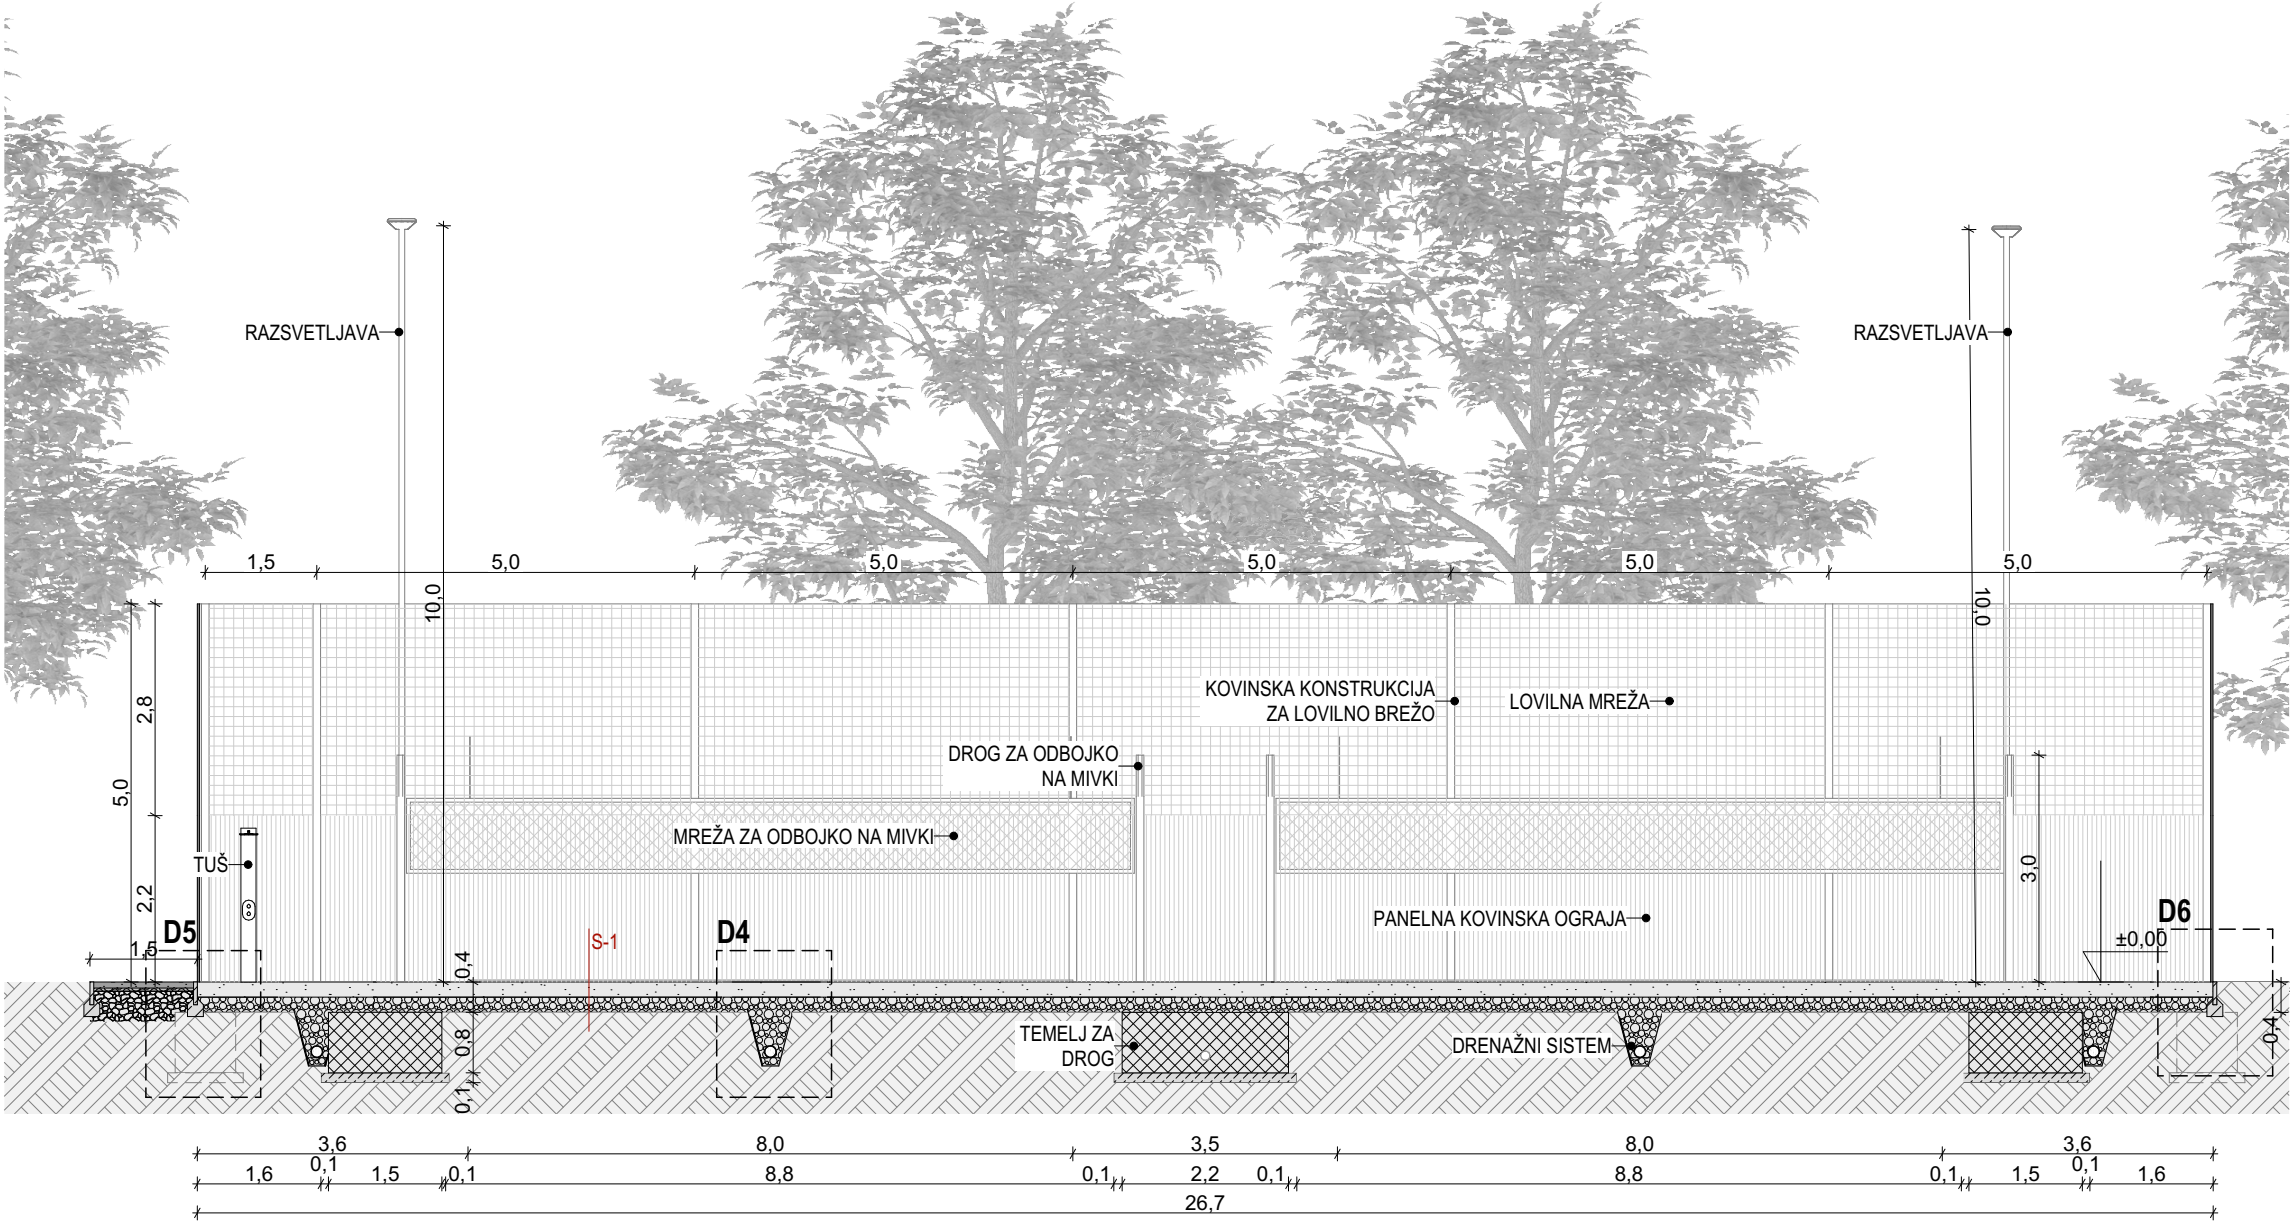 RAZSVETLJAVA
RAZSVETLJAVA
1,5
5,0
5,0
5,0
5,0
5,0
10,0
10,0
2,8
5,0
2,2
KOVINSKA KONSTRUKCIJA
ZA LOVILNO BREŽO
LOVILNA MREŽA
DROG ZA ODBOJKO
NA MIVKI
MREŽA ZA ODBOJKO NA MIVKI
TUŠ
3,0
PANELNA KOVINSKA OGRAJA
D5
D4
D6
1,5
S-1
±0,00
0,4
0,8
0,1
TEMELJ ZA
DROG
DRENAŽNI SISTEM
0,4
3,6
8,0
3,5
8,0
3,6
1,6
0,1
1,5
0,1
8,8
0,1
2,2
0,1
8,8
0,1
1,5
0,1
1,6
26,7